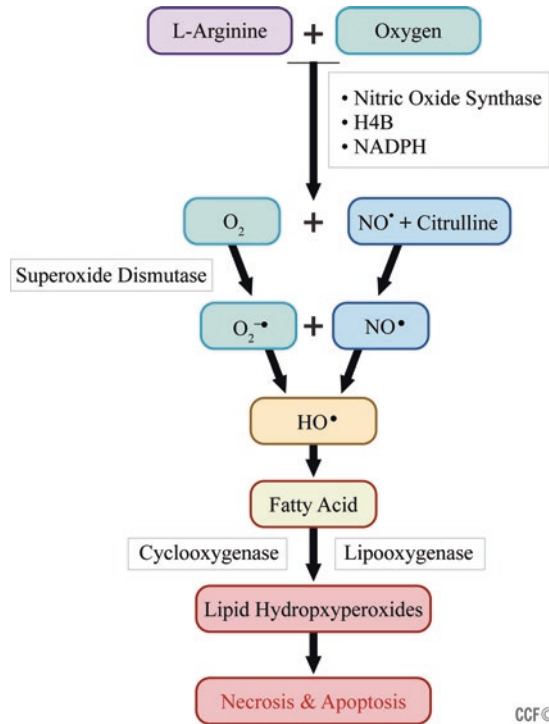 L-Arginine + Oxygen
• Nitric Oxide Synthase
• H4B
• NADPH
O₂ + NO• + Citrulline
Superoxide Dismutase
O₂⁻• + NO•
HO•
Fatty Acid
Cyclooxygenase Lipooxygenase
Lipid Hydropxyperoxides
Necrosis & Apoptosis
CCF©